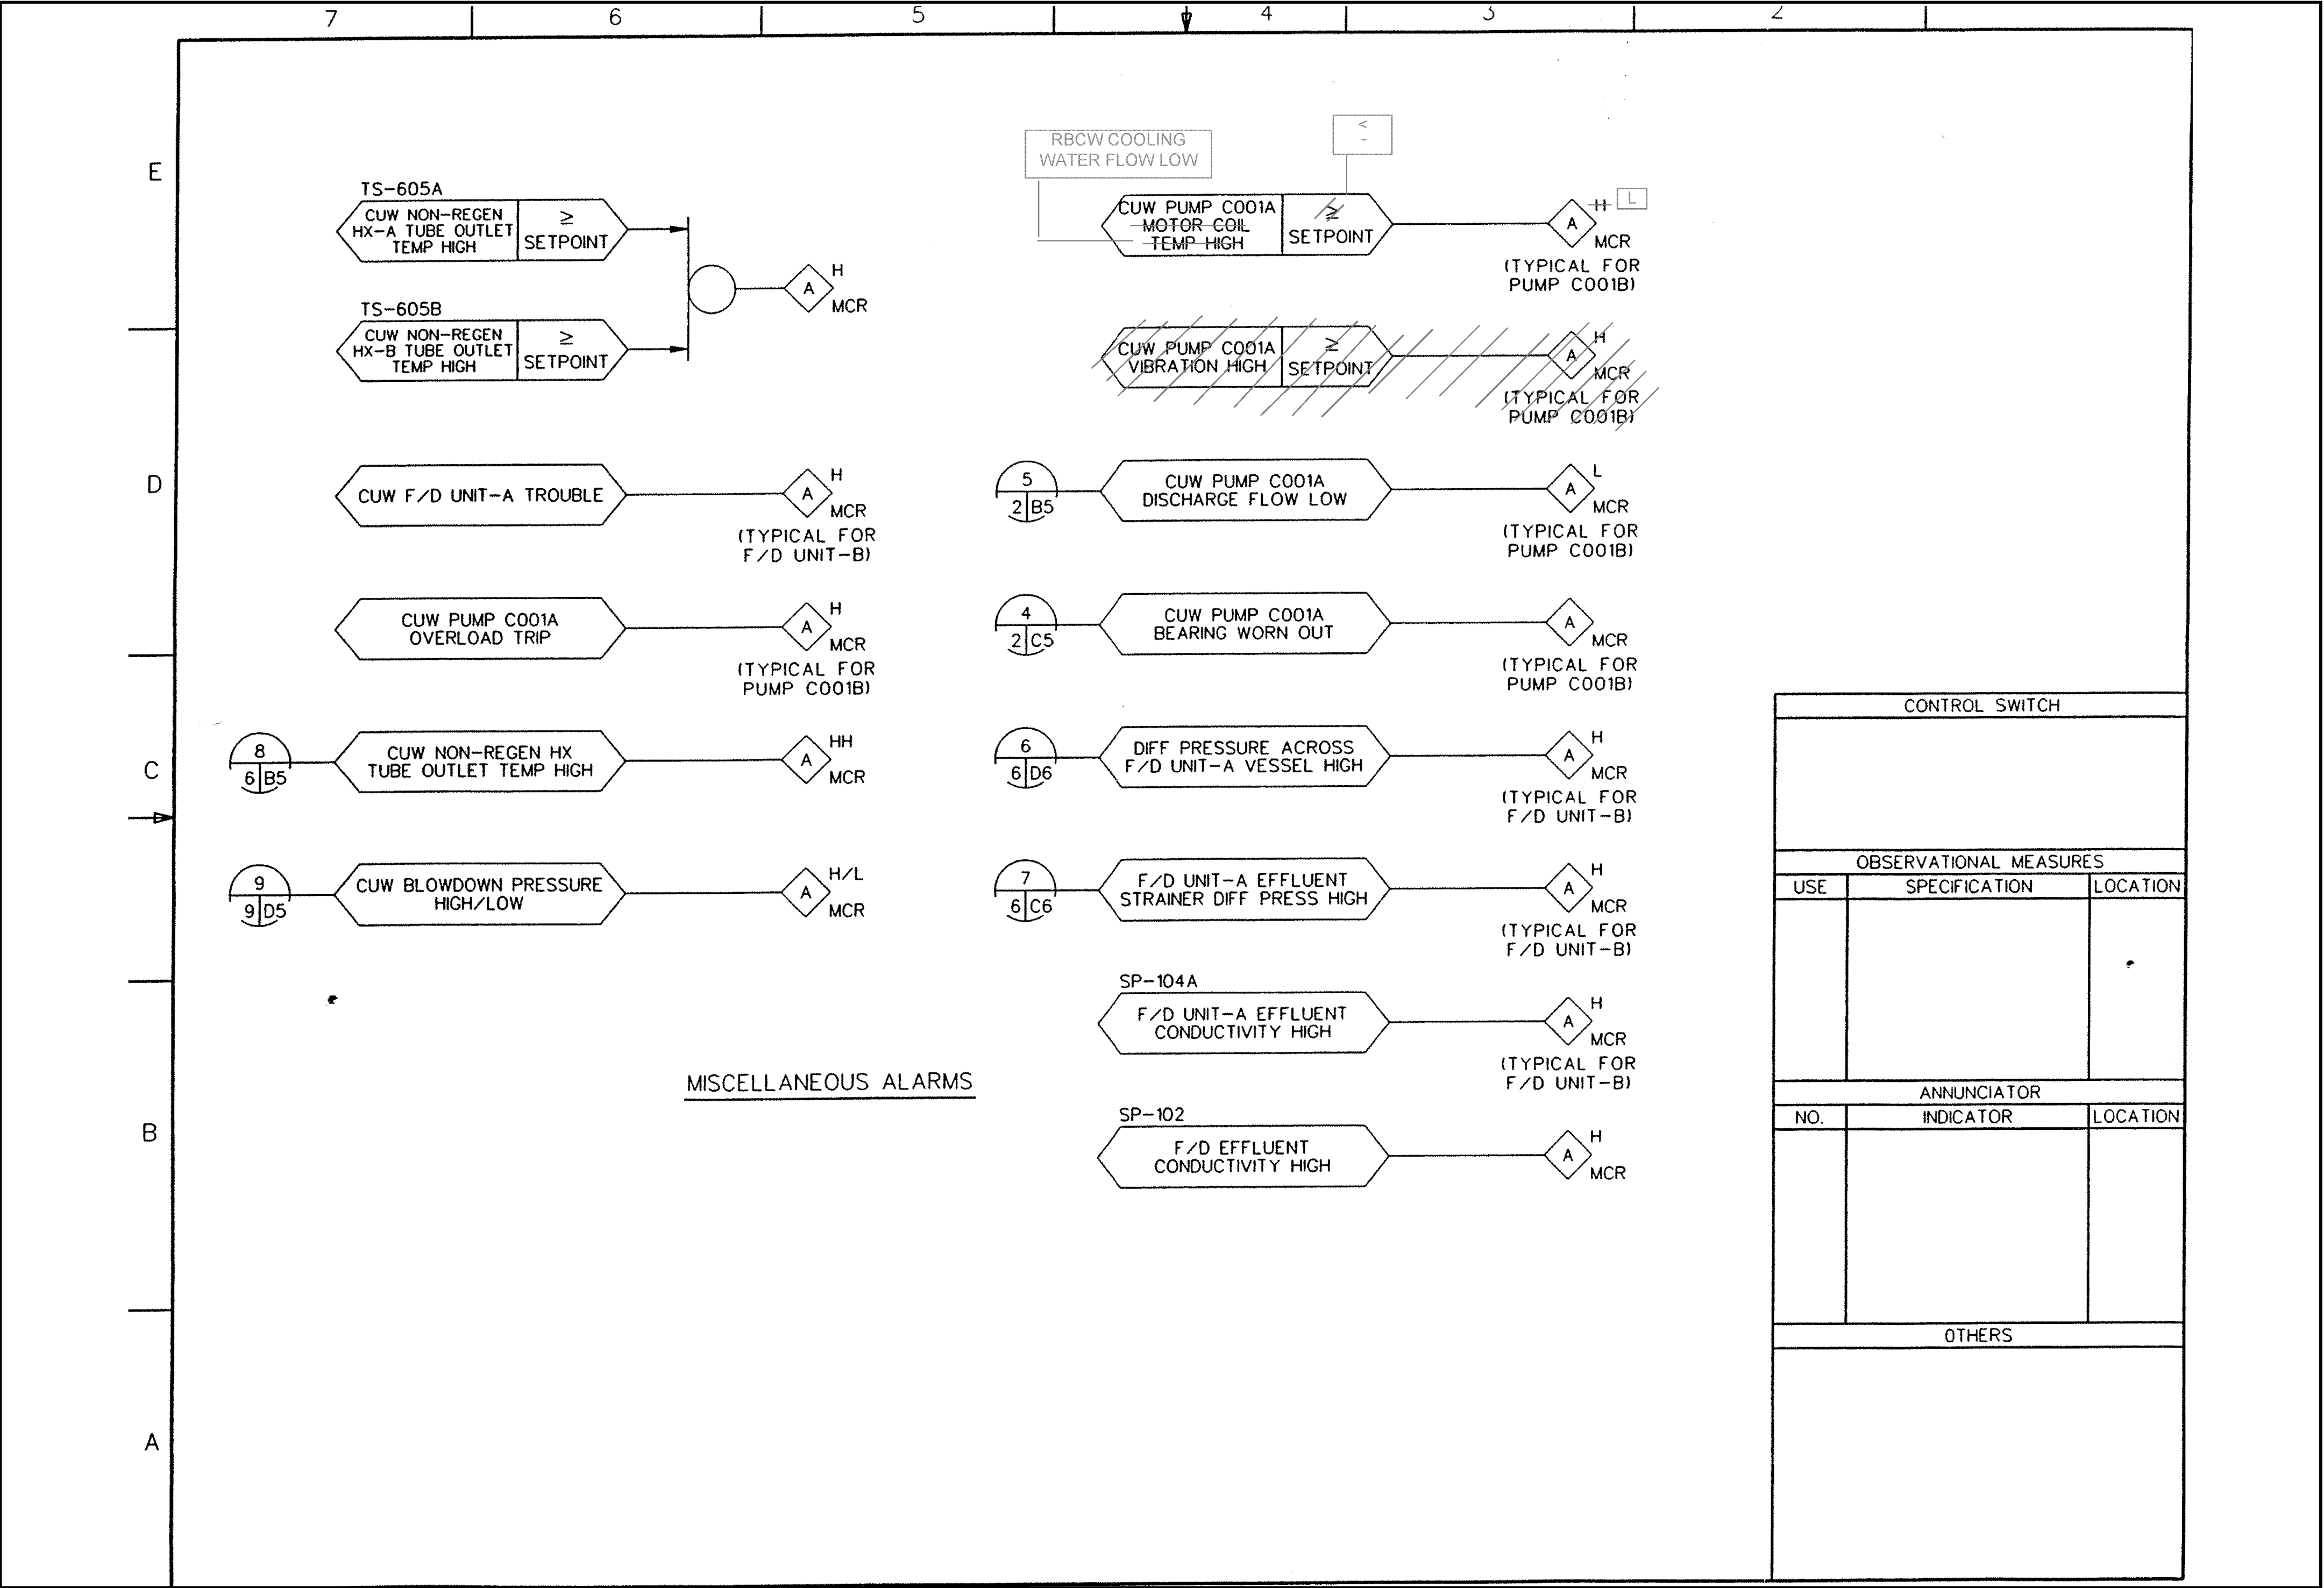 7 6 5 4 3 2
E
TS-605A
CUW NON-REGEN
HX-A TUBE OUTLET
TEMP HIGH
≥
SETPOINT
TS-605B
CUW NON-REGEN
HX-B TUBE OUTLET
TEMP HIGH
≥
SETPOINT
A
H
MCR
RBCW COOLING
WATER FLOW LOW
<
-
CUW PUMP C001A
MOTOR COIL
TEMP HIGH
≥
SETPOINT
A
H
L
MCR
(TYPICAL FOR
PUMP C001B)
CUW PUMP C001A
VIBRATION HIGH
≥
SETPOINT
A
H
MCR
(TYPICAL FOR
PUMP C001B)
D
CUW F/D UNIT-A TROUBLE
A
H
MCR
(TYPICAL FOR
F/D UNIT-B)
5
2 B5
CUW PUMP C001A
DISCHARGE FLOW LOW
A
L
MCR
(TYPICAL FOR
PUMP C001B)
CUW PUMP C001A
OVERLOAD TRIP
A
H
MCR
(TYPICAL FOR
PUMP C001B)
4
2 C5
CUW PUMP C001A
BEARING WORN OUT
A
MCR
(TYPICAL FOR
PUMP C001B)
C
8
6 B5
CUW NON-REGEN HX
TUBE OUTLET TEMP HIGH
A
HH
MCR
6
6 D6
DIFF PRESSURE ACROSS
F/D UNIT-A VESSEL HIGH
A
H
MCR
(TYPICAL FOR
F/D UNIT-B)
9
9 D5
CUW BLOWDOWN PRESSURE
HIGH/LOW
A
H/L
MCR
7
6 C6
F/D UNIT-A EFFLUENT
STRAINER DIFF PRESS HIGH
A
H
MCR
(TYPICAL FOR
F/D UNIT-B)
SP-104A
F/D UNIT-A EFFLUENT
CONDUCTIVITY HIGH
A
H
MCR
(TYPICAL FOR
F/D UNIT-B)
MISCELLANEOUS ALARMS
B
SP-102
F/D EFFLUENT
CONDUCTIVITY HIGH
A
H
MCR
A
CONTROL SWITCH
OBSERVATIONAL MEASURES
USE SPECIFICATION LOCATION
ANNUNCIATOR
NO. INDICATOR LOCATION
OTHERS